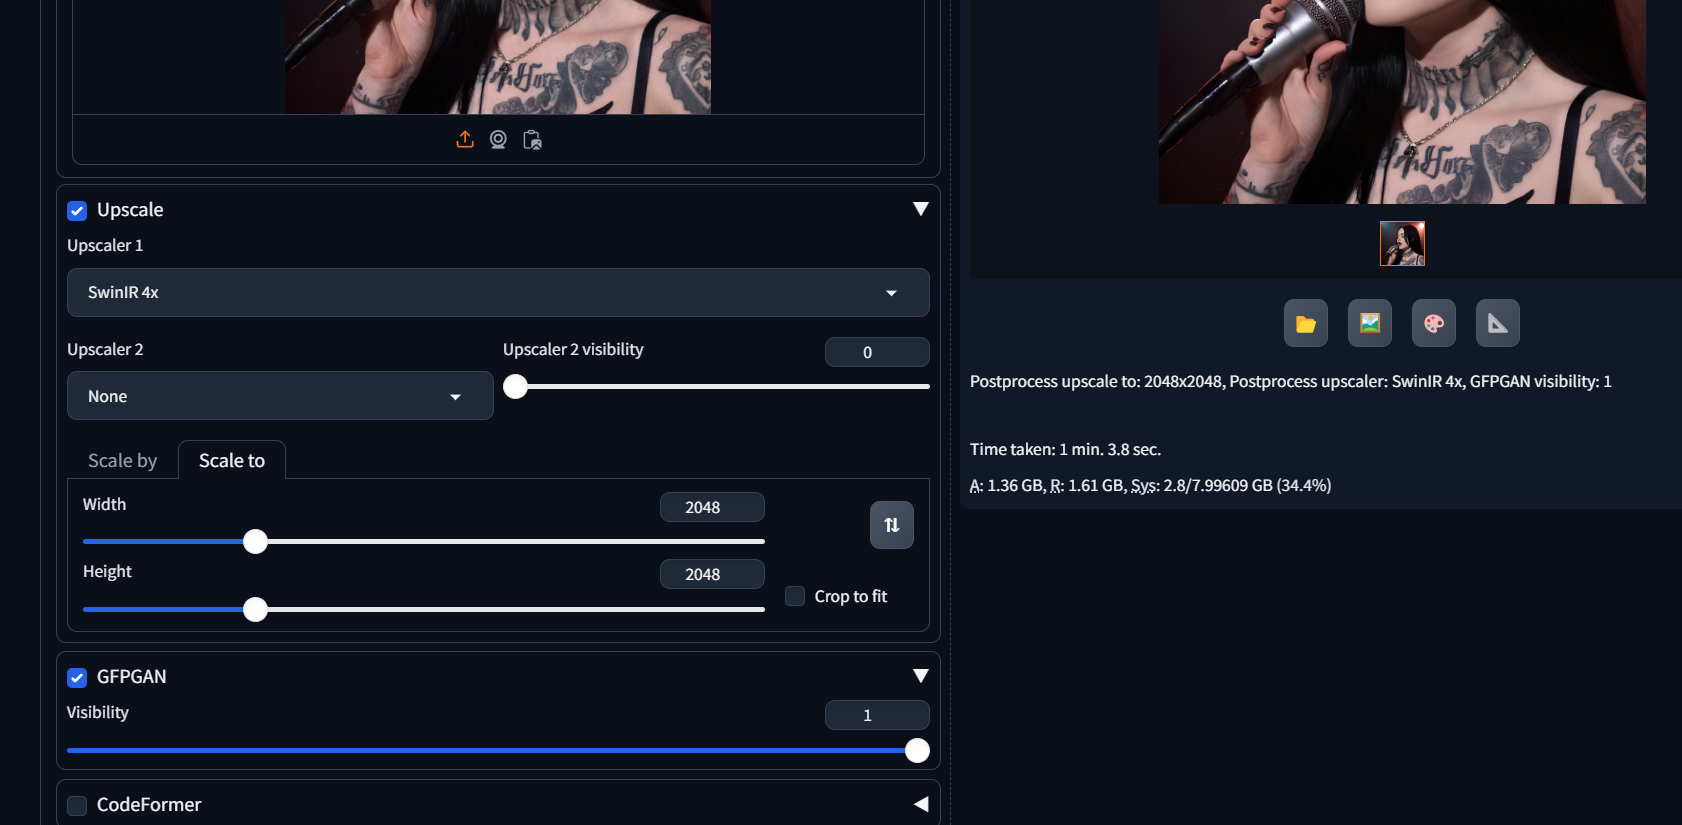 Upscale
Upscaler 1
SwinIR 4x
Upscaler 2
None
Upscaler 2 visibility
0
Scale by
Scale to
Width
2048
Height
2048
Crop to fit
GFPGAN
Visibility
1
CodeFormer
Postprocess upscale to: 2048x2048, Postprocess upscaler: SwinIR 4x, GFPGAN visibility: 1
Time taken: 1 min. 3.8 sec.
A: 1.36 GB, R: 1.61 GB, Sys: 2.8/7.99609 GB (34.4%)